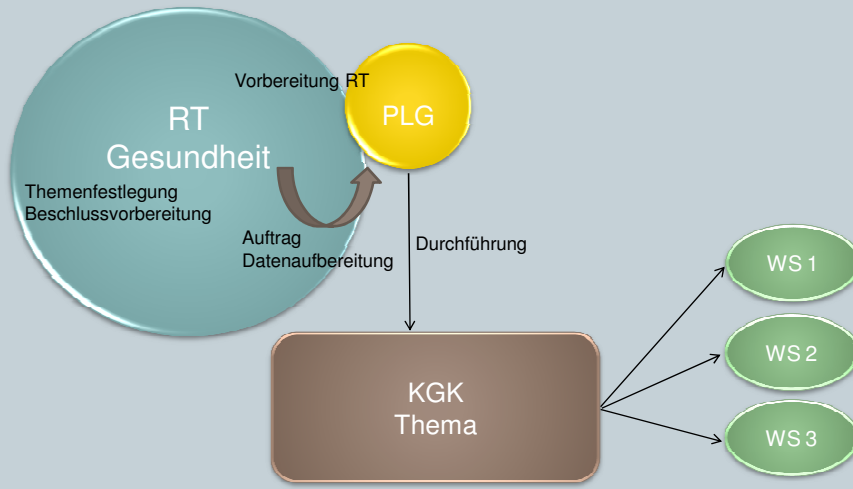 Vorbereitung RT
PLG
RT
Gesundheit
Themenfestlegung
Beschlussvorbereitung
Auftrag
Datenaufbereitung
Durchführung
WS 1
WS 2
WS 3
KGK
Thema